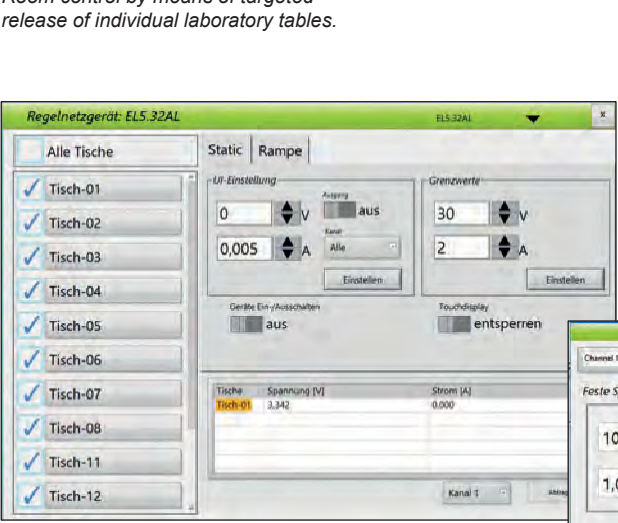 Room control by means of targeted
release of individual laboratory tables.
Regelnetzgerät: EL5.32AL
EL5.32AL
x
Alle Tische
Tisch-01
Tisch-02
Tisch-03
Tisch-04
Tisch-05
Tisch-06
Tisch-07
Tisch-08
Tisch-11
Tisch-12
Static Rampe
UI-Einstellung
0 V
Ausgang
aus
0,005 A
Kanal
Alle
Einstellen
Grenzwerte
30 V
2 A
Einstellen
Geräte Ein-/Ausschalten
aus
Touchdisplay
entsperren
Tische Spannung [V] Strom [A]
Tisch-01 3,342 0,000
Kanal 1
Channel 1
Feste S
10
1,0